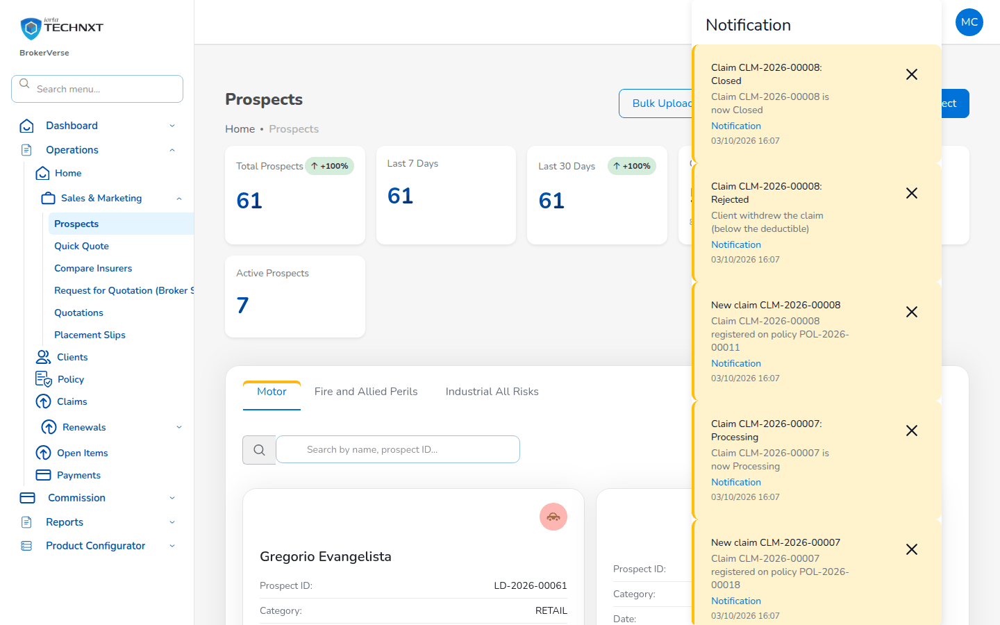 iorta
TECHNXT
BrokerVerse
Search menu...
Dashboard
Operations
Home
Sales & Marketing
Prospects
Quick Quote
Compare Insurers
Request for Quotation (Broker S
Quotations
Placement Slips
Clients
Policy
Claims
Renewals
Open Items
Payments
Commission
Reports
Product Configurator
MC
Prospects
Home • Prospects
Bulk Upload
ect
Total Prospects
+100%
61
Last 7 Days
61
Last 30 Days
+100%
61
Active Prospects
7
Motor
Fire and Allied Perils
Industrial All Risks
Search by name, prospect ID...
Gregorio Evangelista
Prospect ID:
LD-2026-00061
Category:
RETAIL
Prospect ID:
Category:
Date:
Notification
Claim CLM-2026-00008:
Closed
Claim CLM-2026-00008 is
now Closed
Notification
03/10/2026 16:07
Claim CLM-2026-00008:
Rejected
Client withdrew the claim
(below the deductible)
Notification
03/10/2026 16:07
New claim CLM-2026-00008
Claim CLM-2026-00008
registered on policy POL-2026-
00011
Notification
03/10/2026 16:07
Claim CLM-2026-00007:
Processing
Claim CLM-2026-00007 is
now Processing
Notification
03/10/2026 16:07
New claim CLM-2026-00007
Claim CLM-2026-00007
registered on policy POL-2026-
00018
Notification
03/10/2026 16:07